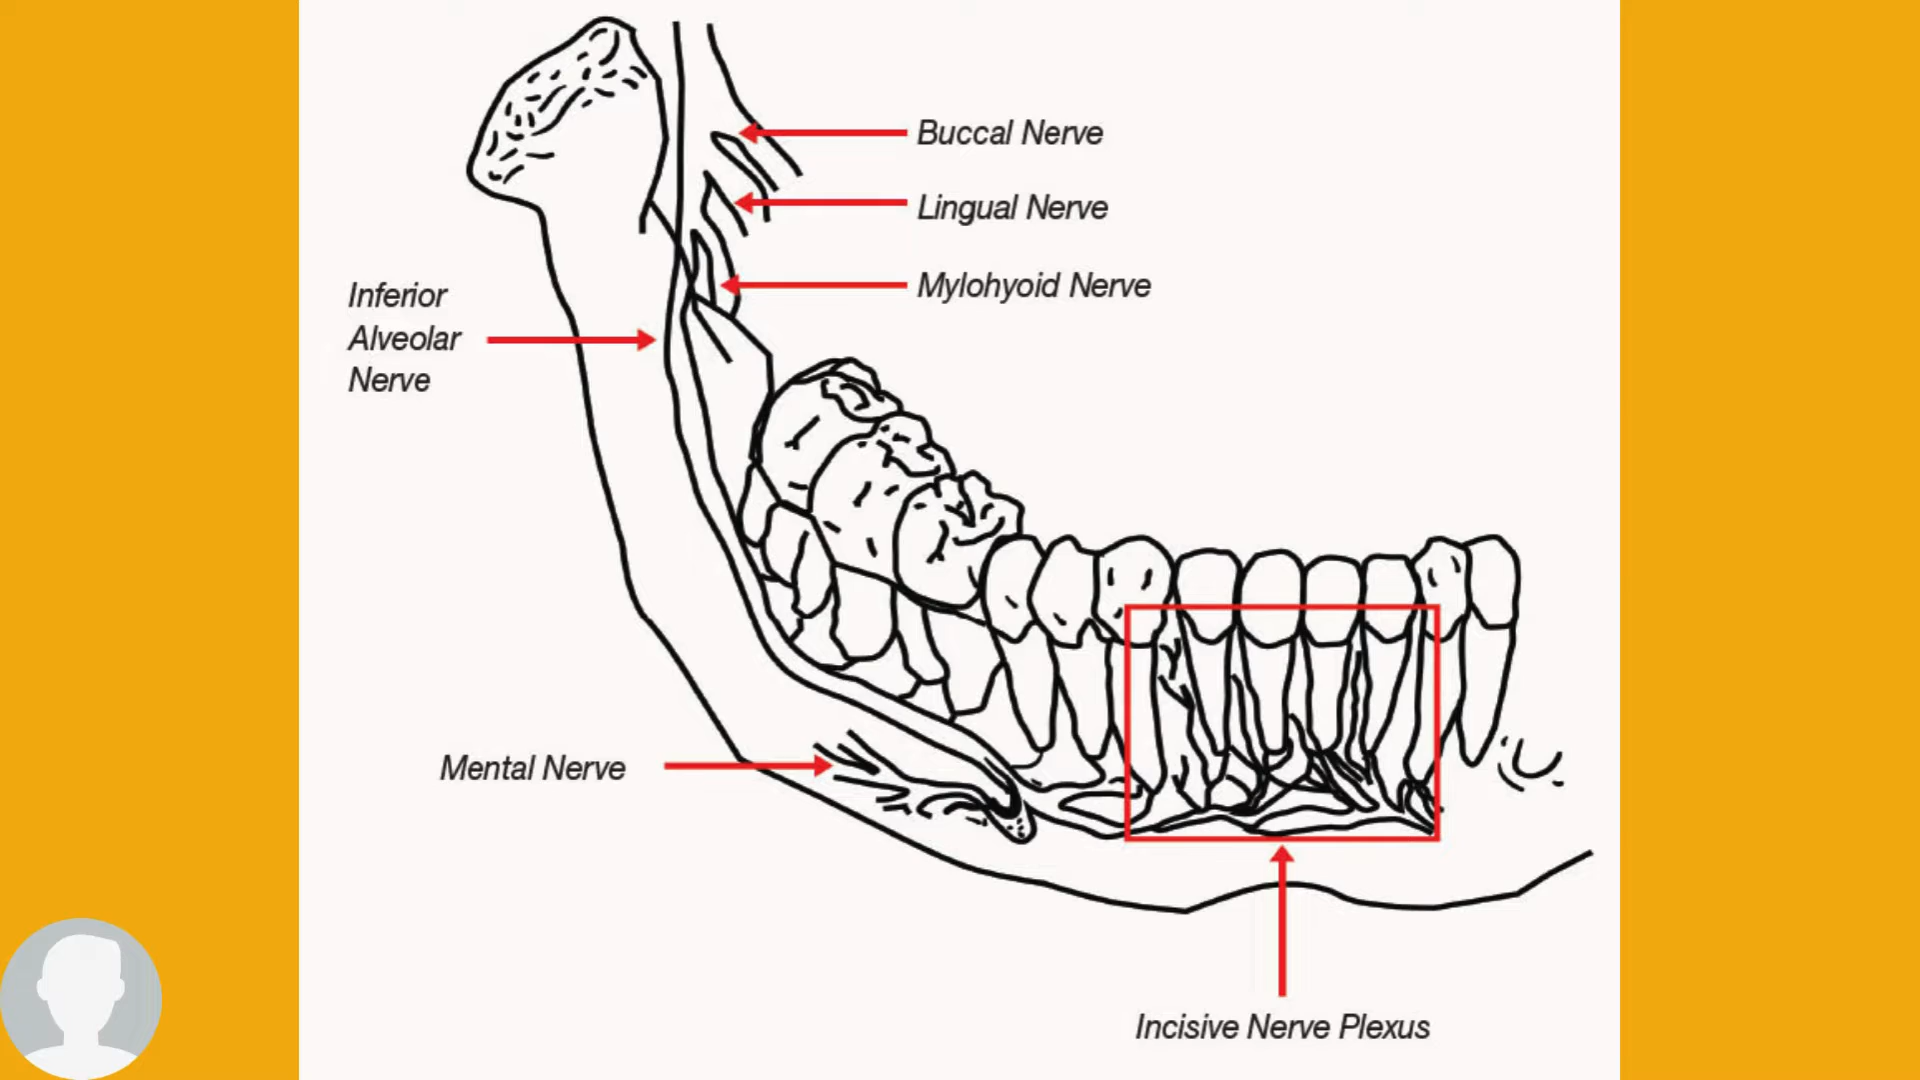 Buccal Nerve
Lingual Nerve
Mylohyoid Nerve
Inferior
Alveolar
Nerve
Mental Nerve
Incisive Nerve Plexus